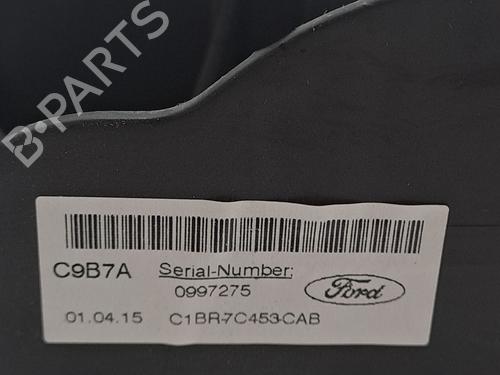 B-PARTS
C9B7A
Serial-Number:
0997275
Ford
01.04.15
C1BR-7C453-CAB